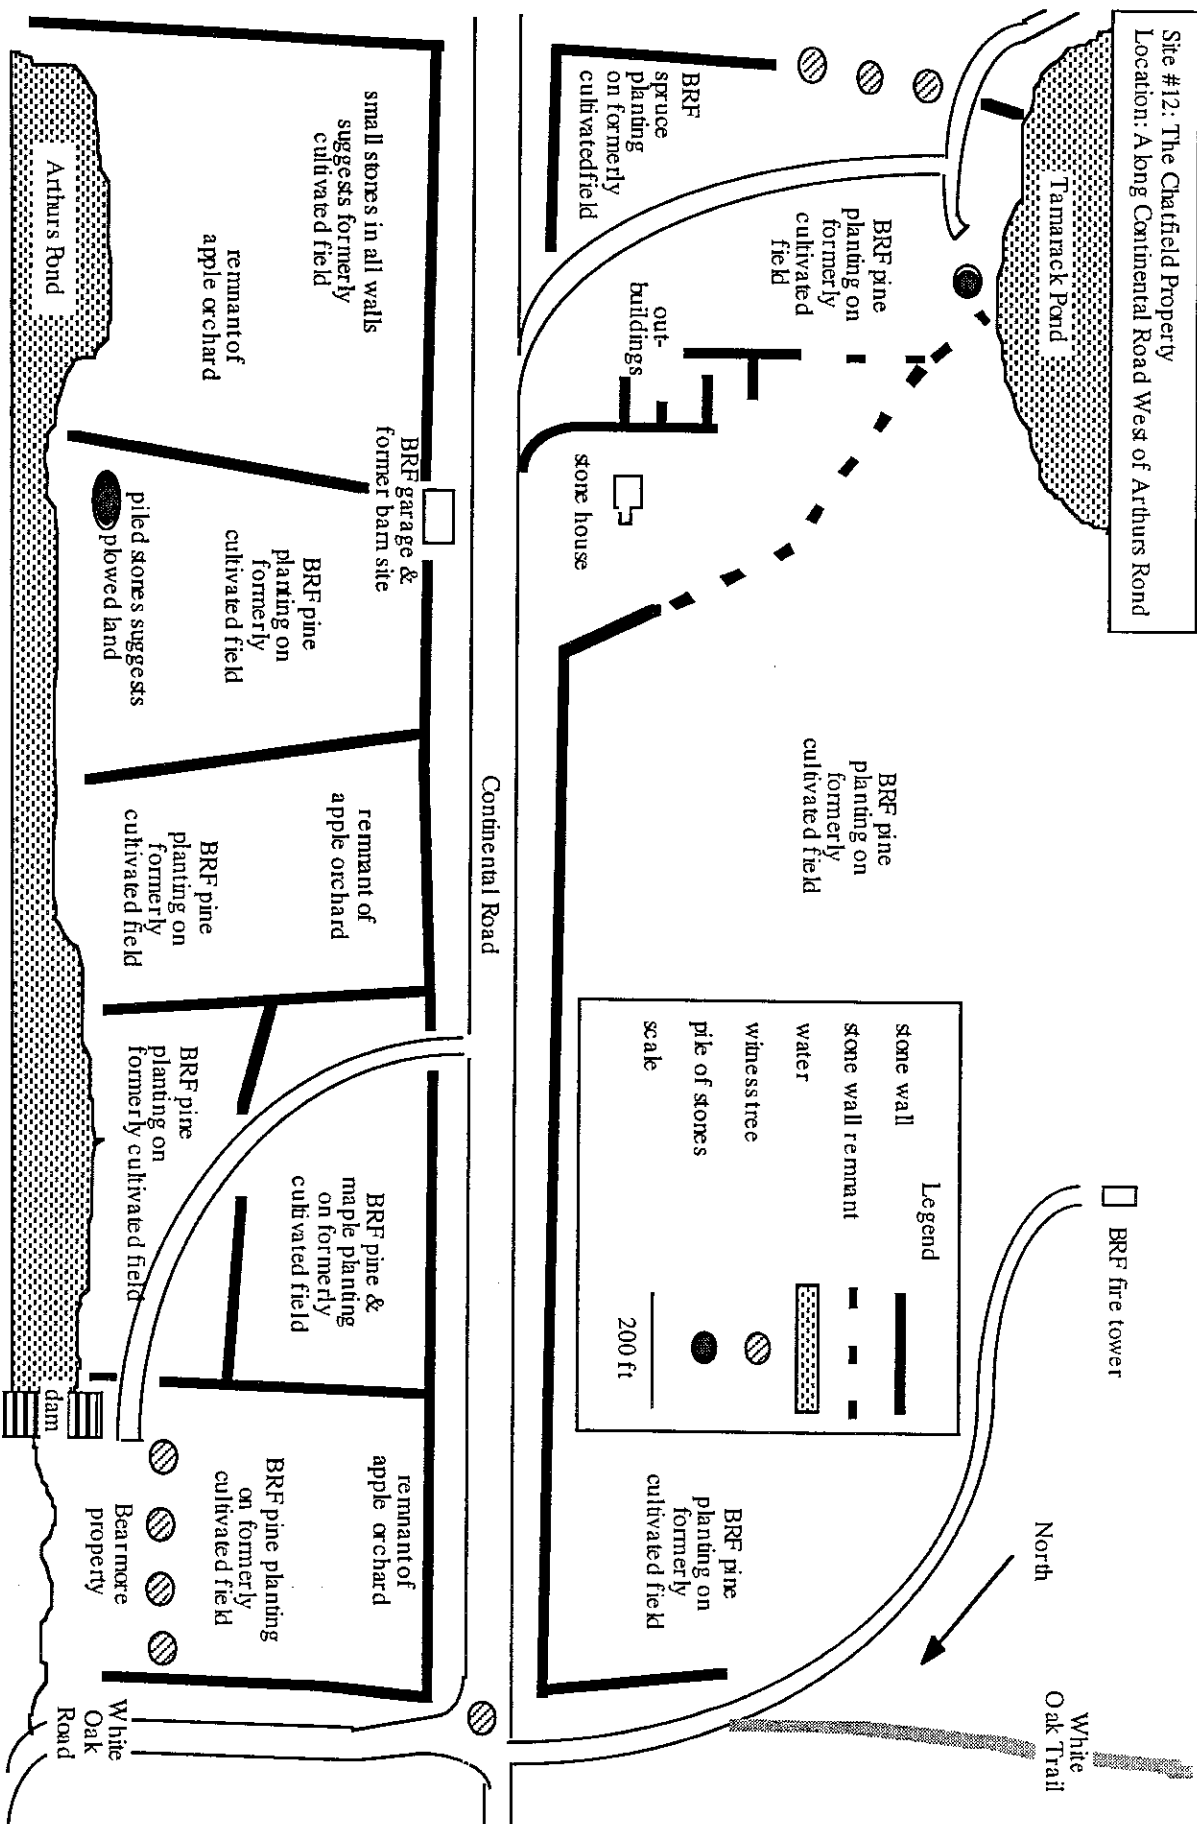 Site #12: The Chatfield Property
Location: Along Continental Road West of Arthurs Rond
Tamarack Pond
BRF fire tower
North
White
Oak Trail
BRF
spruce
planting
on formerly
cultivatedfield
BRF pine
planting on
formerly
cultivated
field
out-
buildings
stone house
BRF pine
planting on
formerly
cultivated field
Legend
stone wall
stone wall remnant
water
witness tree
pile of stones
scale
200 ft
BRF pine
planting on
formerly
cultivated field
Continental Road
small stones in all walls
suggests formerly
cultivated field
remnant of
apple orchard
BRF garage &
former barn site
BRF pine
planting on
formerly
cultivated field
piled stones suggests
plowed land
remnant of
apple orchard
BRF pine
planting on
formerly
cultivated field
BRF pine
planting on
formerly cultivated field
BRF pine &
maple planting
on formerly
cultivated field
remnant of
apple orchard
BRF pine planting
on formerly
cultivated field
Bearmore
property
Arthurs Pond
dam
White
Oak
Road